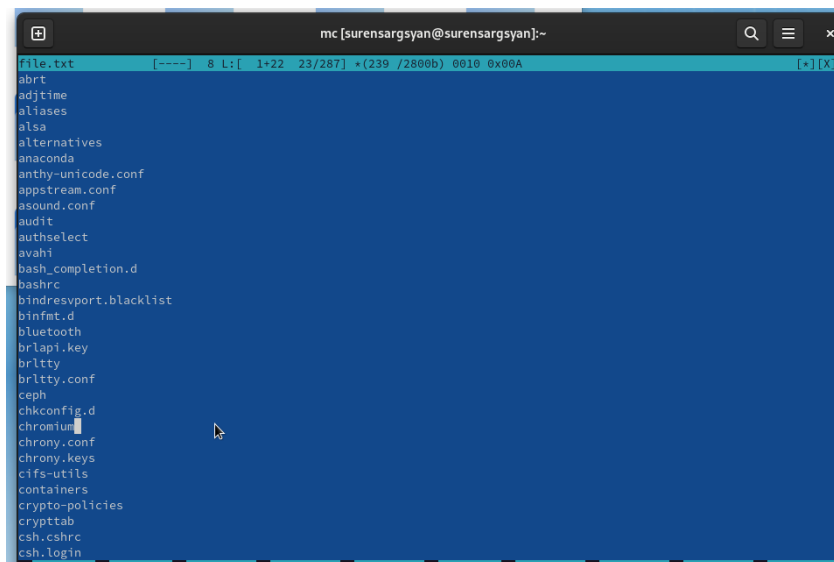 mc [surensargsyan@surensargsyan]:~
file.txt [----] 8 L:[ 1+22 23/287] *(239 /2800b) 0010 0x00A [*][X]
abrt
adjtime
aliases
alsa
alternatives
anaconda
anthy-unicode.conf
appstream.conf
asound.conf
audit
authselect
avahi
bash_completion.d
bashrc
bindresvport.blacklist
binfmt.d
bluetooth
brlapi.key
brltty
brltty.conf
ceph
chkconfig.d
chromium
chrony.conf
chrony.keys
cifs-utils
containers
crypto-policies
crypttab
csh.cshrc
csh.login